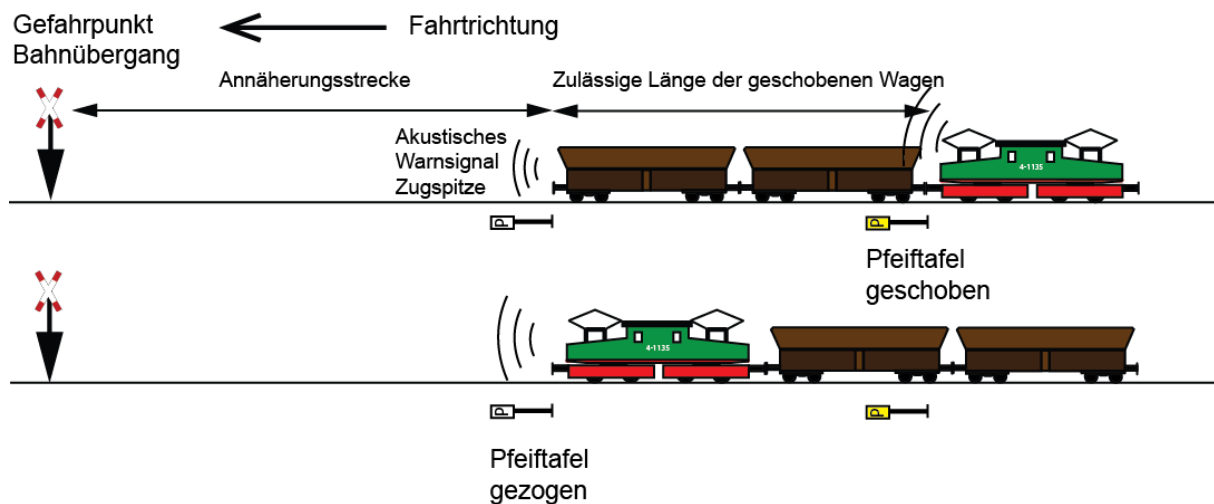 Gefahrpunkt
Bahnübergang
Fahrtrichtung
Annäherungsstrecke
Zulässige Länge der geschobenen Wagen
Akustisches
Warnsignal
Zugspitze
4-1135
P
P
Pfeiftafel
geschoben
4-1135
P
P
Pfeiftafel
gezogen